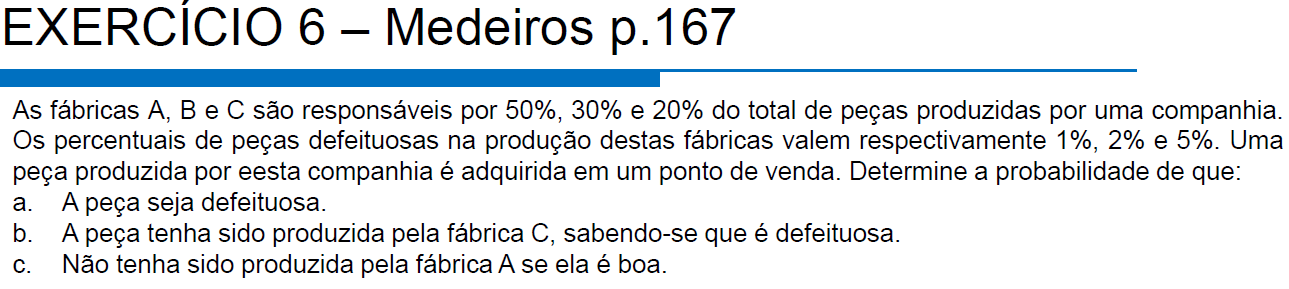 EXERCÍCIO 6 – Medeiros p.167
As fábricas A, B e C são responsáveis por 50%, 30% e 20% do total de peças produzidas por uma companhia.
Os percentuais de peças defeituosas na produção destas fábricas valem respectivamente 1%, 2% e 5%. Uma
peça produzida por eesta companhia é adquirida em um ponto de venda. Determine a probabilidade de que:
a. A peça seja defeituosa.
b. A peça tenha sido produzida pela fábrica C, sabendo-se que é defeituosa.
c. Não tenha sido produzida pela fábrica A se ela é boa.